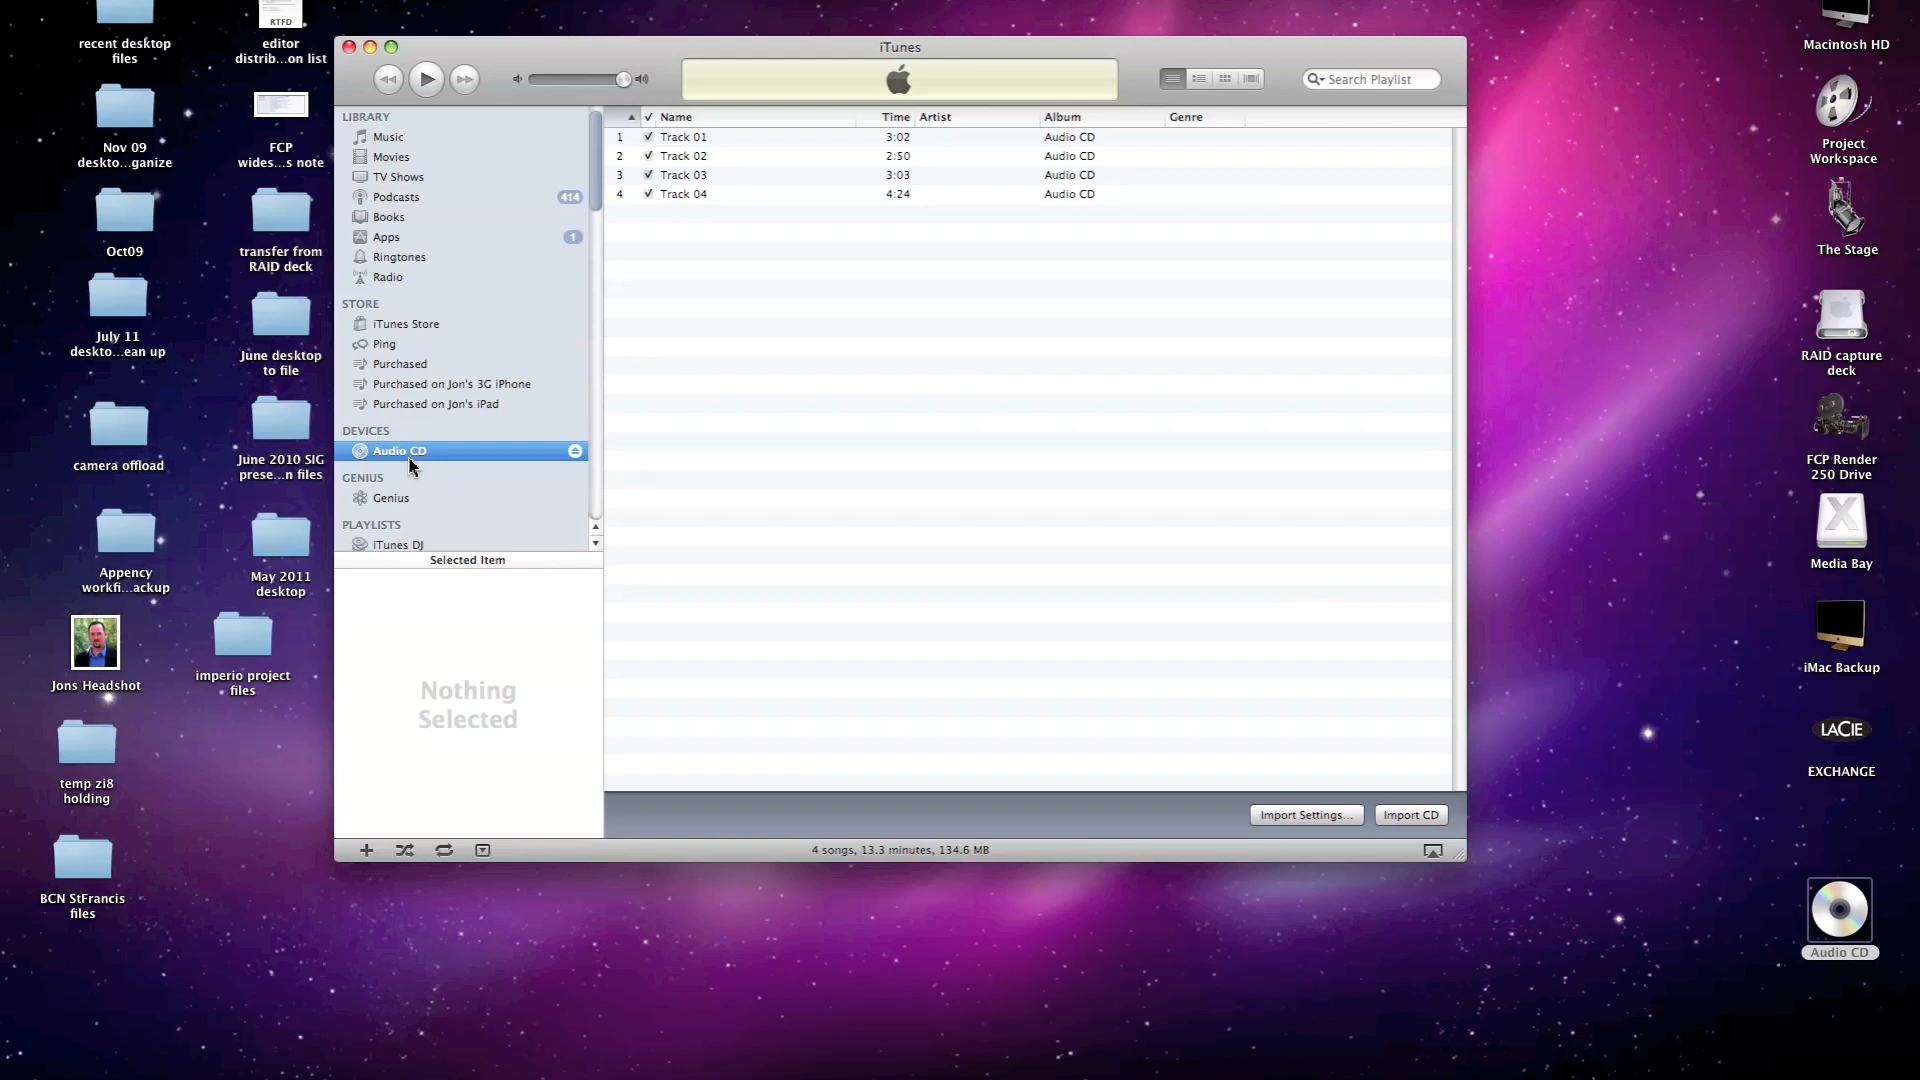 recent desktop
files
RTFD
editor
distrib...on list
Nov 09
deskto...ganize
FCP
wides...s note
Oct09
transfer from
RAID deck
July 11
deskto...ean up
June desktop
to file
camera offload
June 2010 SIG
prese...n files
Appency
workfi...ackup
May 2011
desktop
Jons Headshot
imperio project
files
temp zi8
holding
BCN StFrancis
files
iTunes
Search Playlist
LIBRARY
Music
Movies
TV Shows
Podcasts 414
Books
Apps 1
Ringtones
Radio
STORE
iTunes Store
Ping
Purchased
Purchased on Jon's 3G iPhone
Purchased on Jon's iPad
DEVICES
Audio CD
GENIUS
Genius
PLAYLISTS
iTunes DJ
Selected Item
Nothing
Selected
Name Time Artist Album Genre
1 Track 01 3:02 Audio CD
2 Track 02 2:50 Audio CD
3 Track 03 3:03 Audio CD
4 Track 04 4:24 Audio CD
Import Settings... Import CD
4 songs, 13.3 minutes, 134.6 MB
Macintosh HD
Project
Workspace
The Stage
RAID capture
deck
FCP Render
250 Drive
X
Media Bay
iMac Backup
LACIE
EXCHANGE
Audio CD